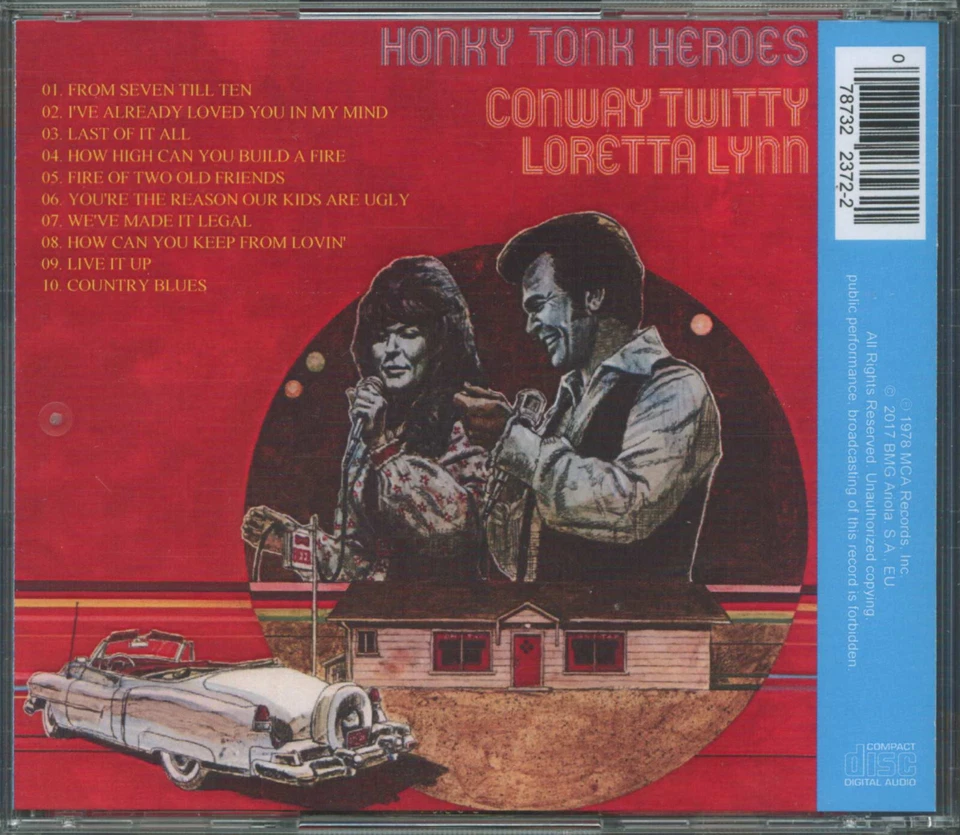 HONKY TONK HEROES
CONWAY TWITTY
LORETTA LYNN
01. FROM SEVEN TILL TEN
02. I'VE ALREADY LOVED YOU IN MY MIND
03. LAST OF IT ALL
04. HOW HIGH CAN YOU BUILD A FIRE
05. FIRE OF TWO OLD FRIENDS
06. YOU'RE THE REASON OUR KIDS ARE UGLY
07. WE'VE MADE IT LEGAL
08. HOW CAN YOU KEEP FROM LOVIN'
09. LIVE IT UP
10. COUNTRY BLUES
0 78732 2372-2
℗ 1978 MCA Records, Inc
© 2017 BMG Ariola S.A. EU.
All Rights Reserved. Unauthorized copying,
public performance, broadcasting of this record is forbidden
COMPACT
disc
DIGITAL AUDIO